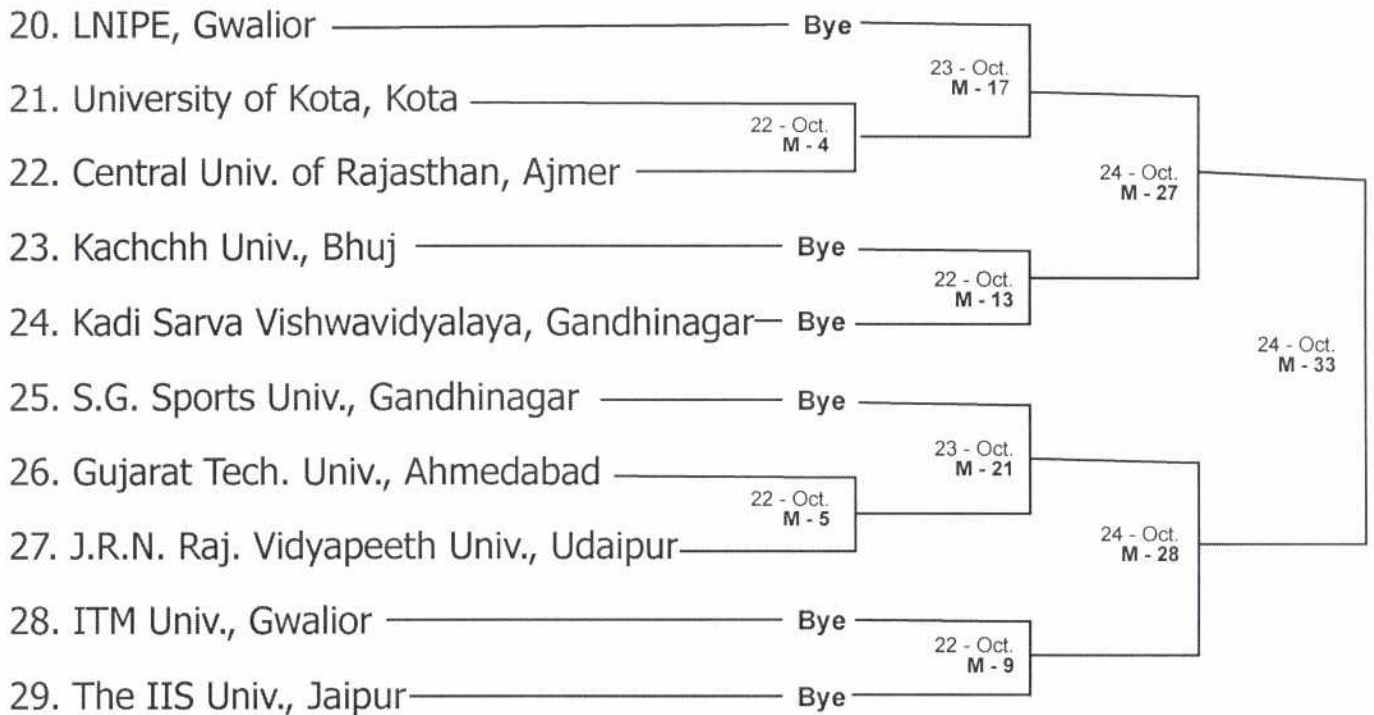 20. LNIPE, Gwalior Bye
23 - Oct.
M - 17
21. University of Kota, Kota
22 - Oct.
M - 4
22. Central Univ. of Rajasthan, Ajmer
24 - Oct.
M - 27
23. Kachchh Univ., Bhuj Bye
22 - Oct.
M - 13
24. Kadi Sarva Vishwavidyalaya, Gandhinagar Bye
24 - Oct.
M - 33
25. S.G. Sports Univ., Gandhinagar Bye
23 - Oct.
M - 21
26. Gujarat Tech. Univ., Ahmedabad
22 - Oct.
M - 5
27. J.R.N. Raj. Vidyapeeth Univ., Udaipur
24 - Oct.
M - 28
28. ITM Univ., Gwalior Bye
22 - Oct.
M - 9
29. The IIS Univ., Jaipur Bye